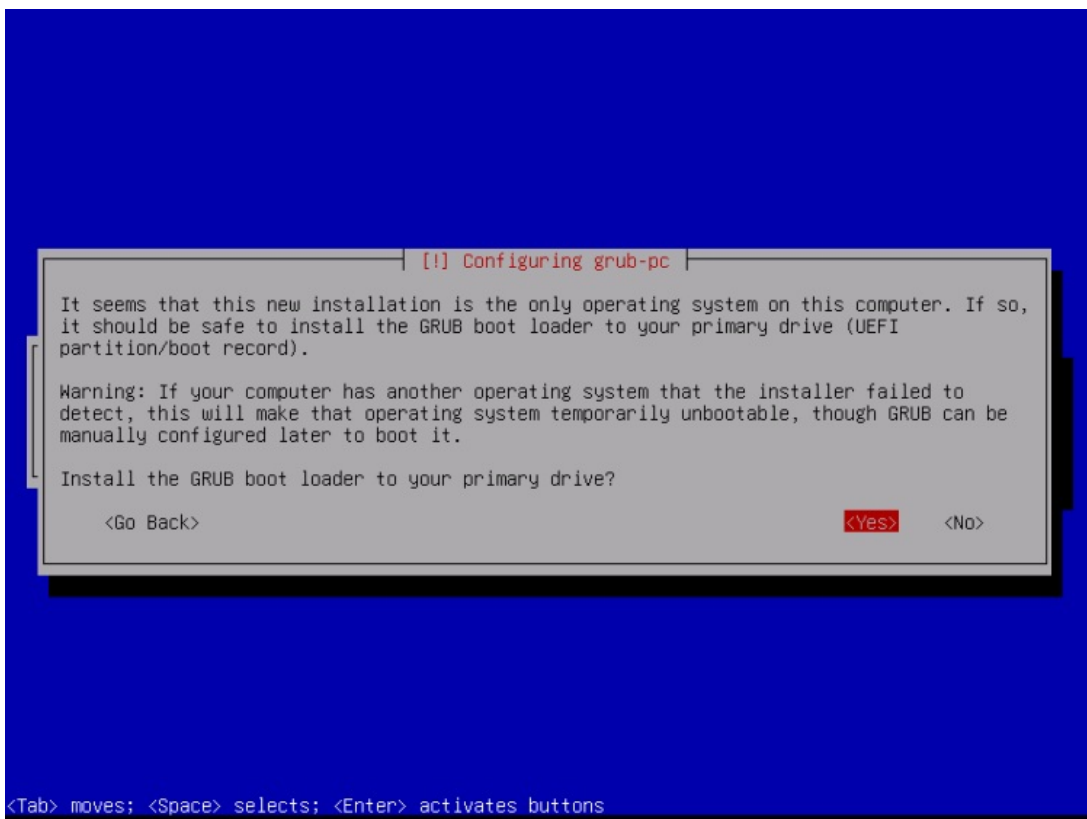 [!] Configuring grub-pc
It seems that this new installation is the only operating system on this computer. If so,
it should be safe to install the GRUB boot loader to your primary drive (UEFI
partition/boot record).
Warning: If your computer has another operating system that the installer failed to
detect, this will make that operating system temporarily unbootable, though GRUB can be
manually configured later to boot it.
Install the GRUB boot loader to your primary drive?
<Go Back> <Yes> <No>
<Tab> moves; <Space> selects; <Enter> activates buttons